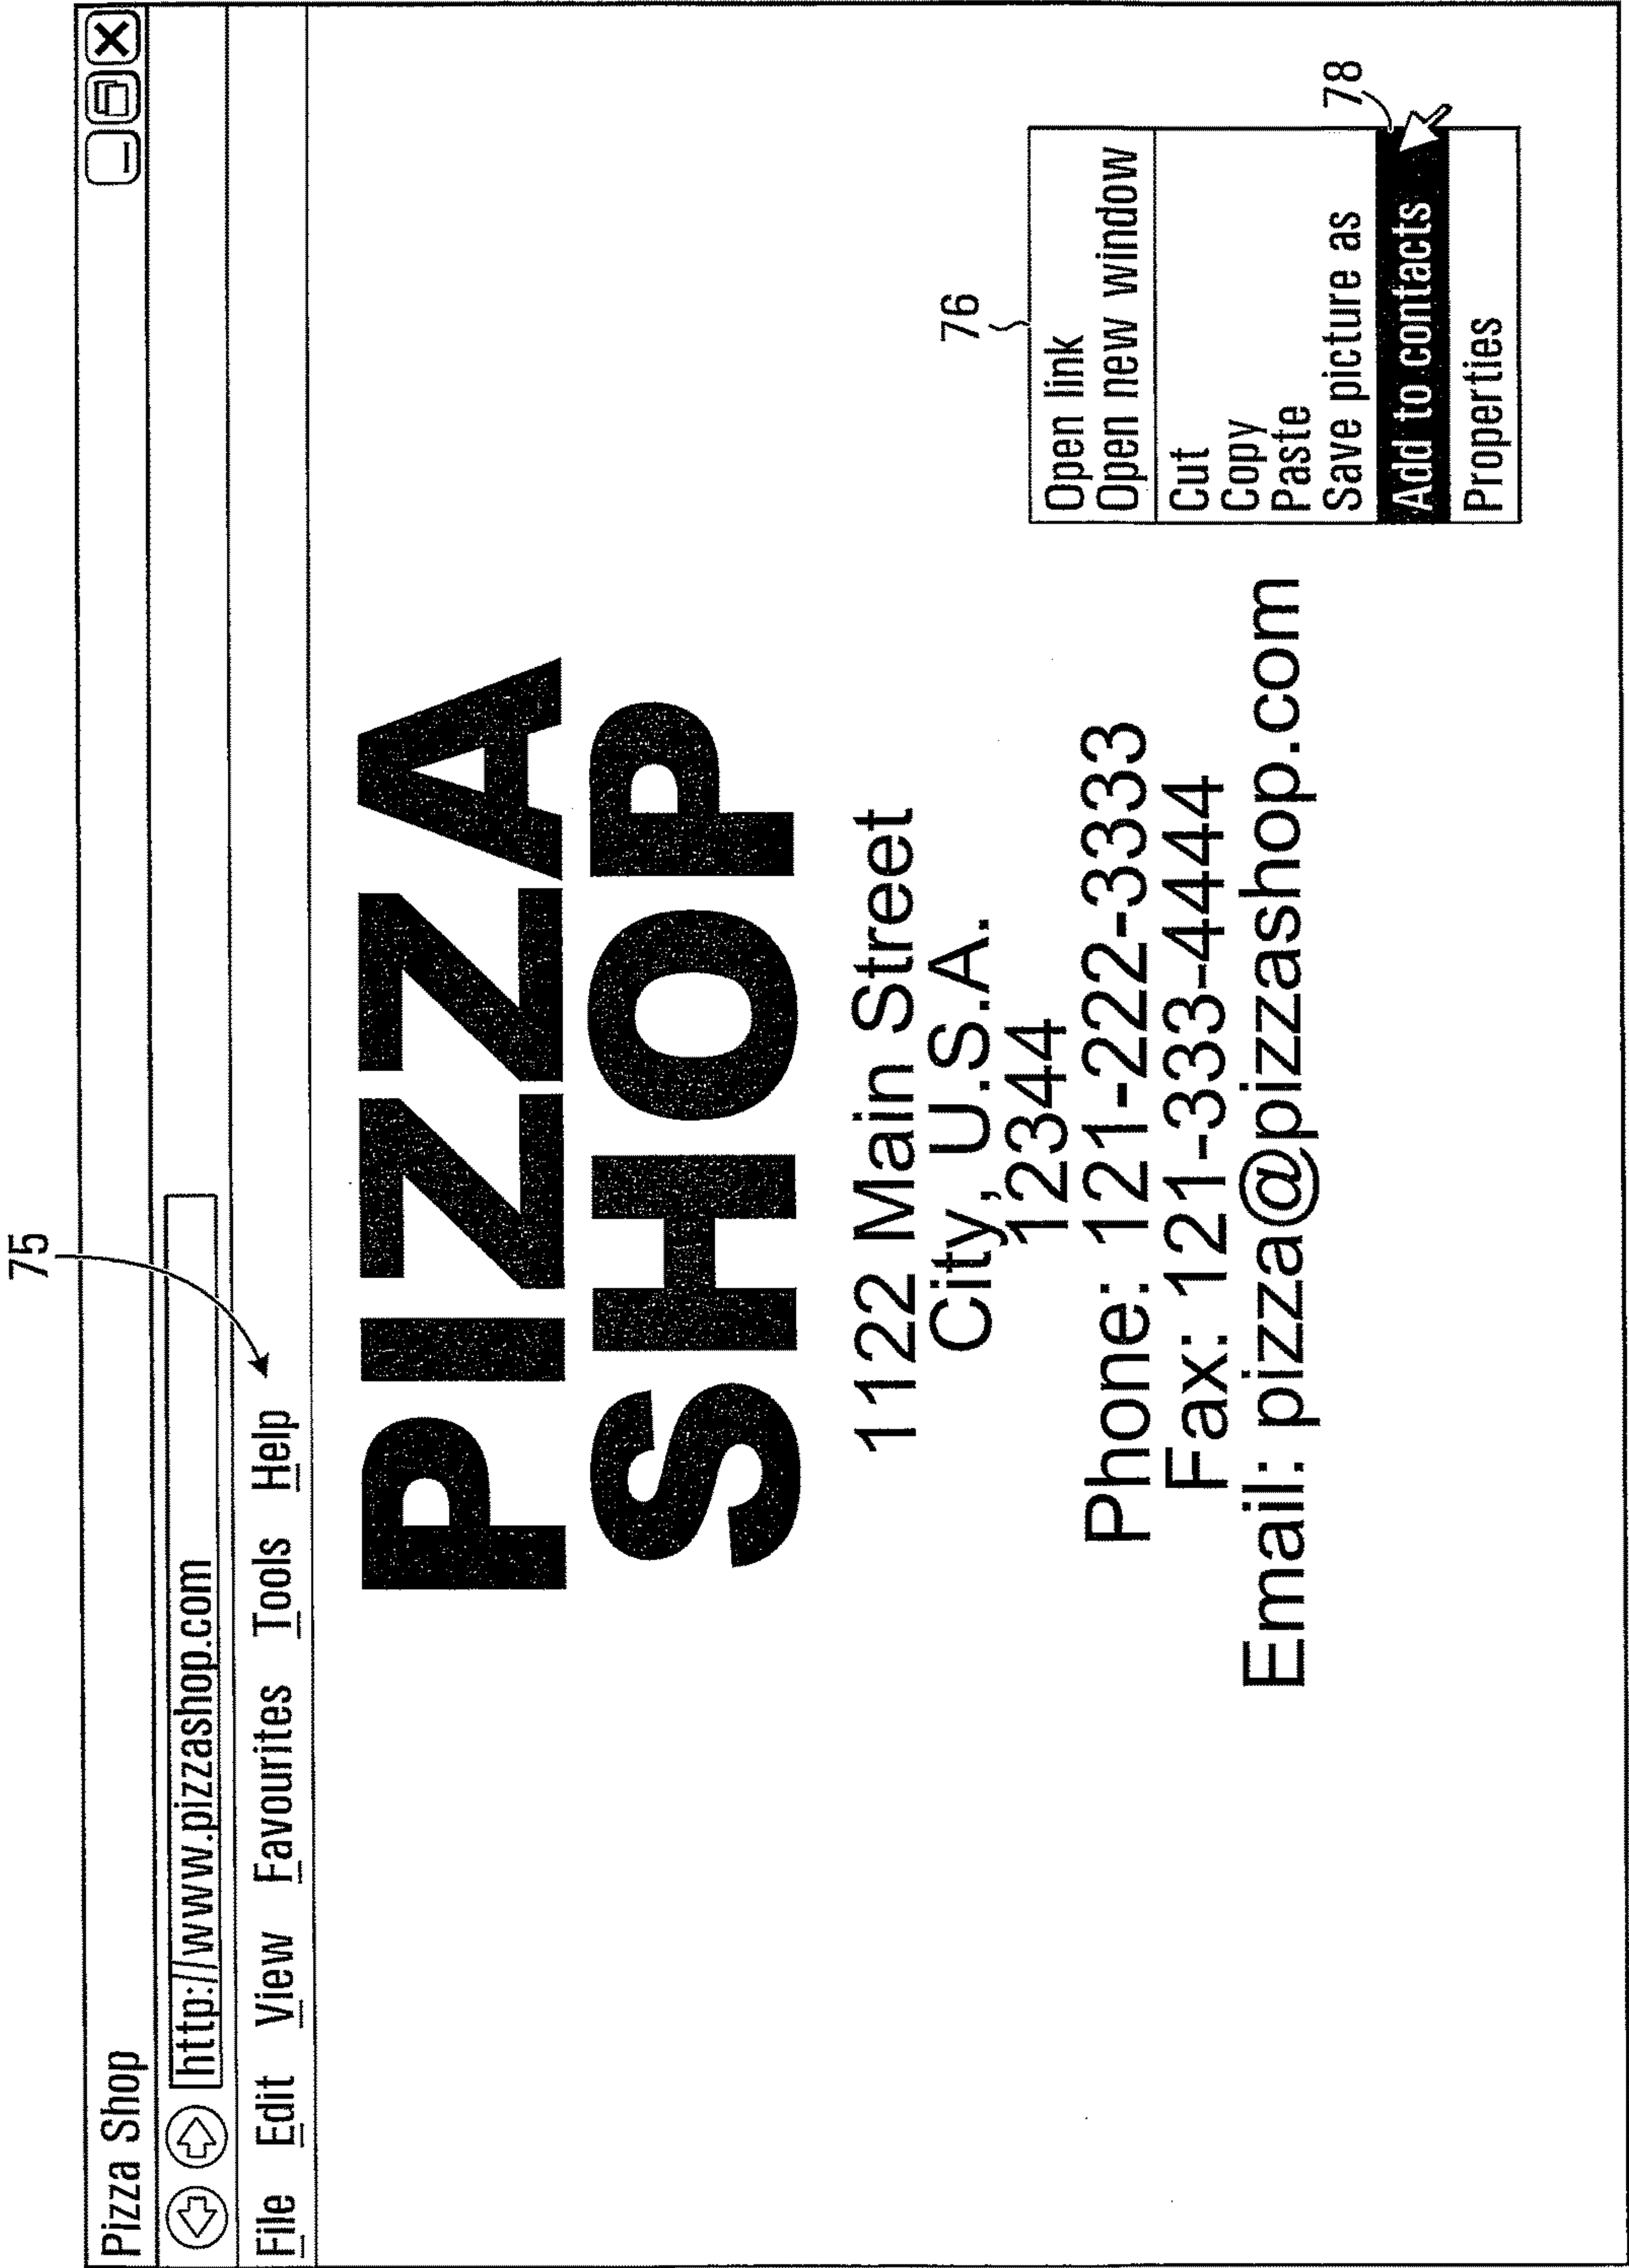 75
Pizza Shop
http://www.pizzashop.com
File Edit View Favourites Tools Help
PIZZA
SHOP
1122 Main Street
City, U.S.A.
12344
Phone: 121-222-3333
Fax: 121-333-4444
Email: pizza@pizzashop.com
76
Open link
Open new window
Cut
Copy
Paste
Save picture as
Add to contacts
78
Properties